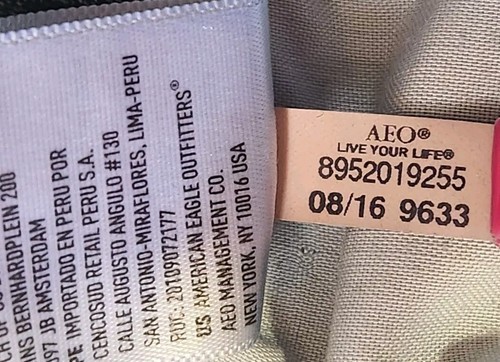 NS BERNHARDPLEIN 200
097 JB AMSTERDAM
PE IMPORTADO EN PERU POR
CENCOSUD RETAIL PERU S.A.
CALLE AUGUSTO ANGULO #130
SAN ANTONIO-MIRAFLORES, LIMA-PERU
RUC: 20109072177
US AMERICAN EAGLE OUTFITTERS®
AEO MANAGEMENT CO.
NEW YORK, NY 10016 USA
AEO®
LIVE YOUR LIFE®
8952019255
08/16 9633